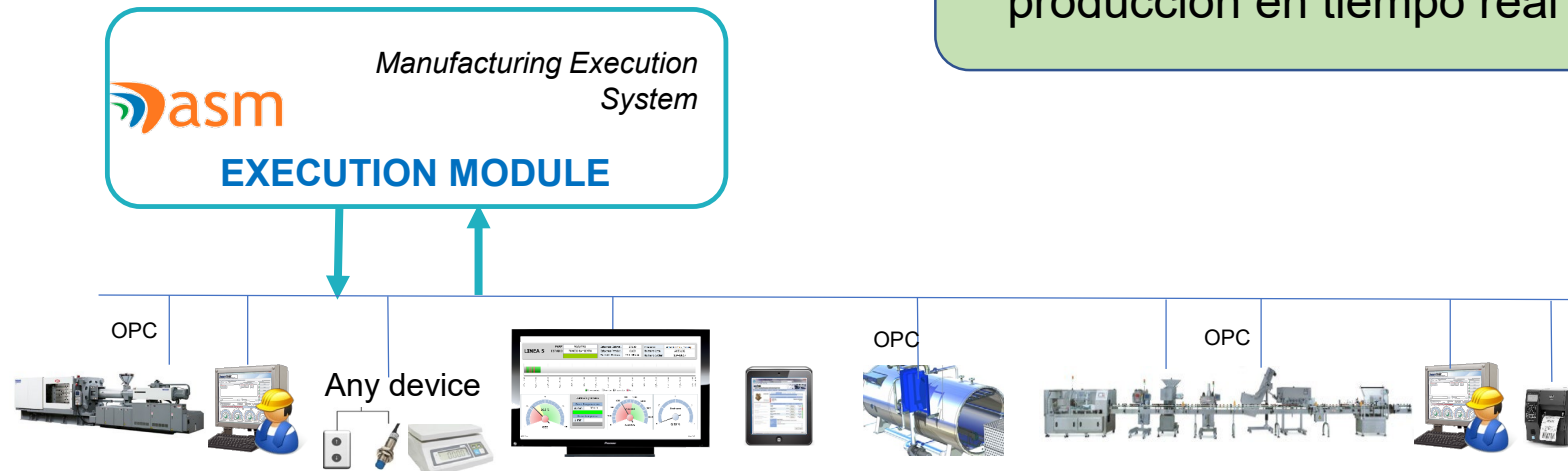 producción en tiempo real
Manufacturing Execution
System
asm
EXECUTION MODULE
OPC
OPC
OPC
Any device
LINEA 5